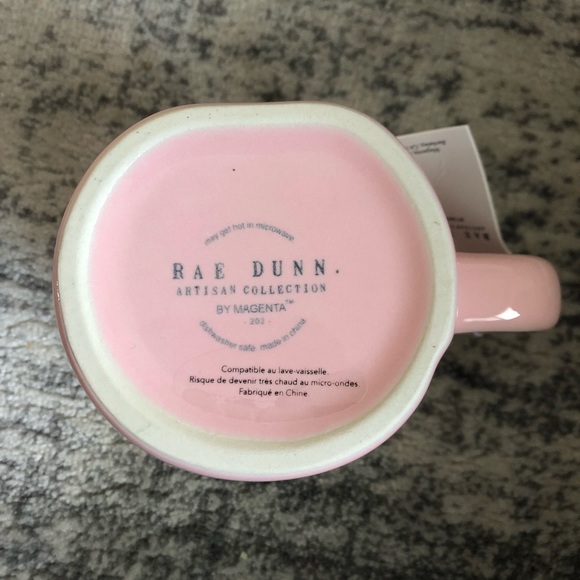 may get hot in microwave
RAE DUNN.
ARTISAN COLLECTION
BY MAGENTA™
- 202 -
dishwasher safe made in china
Compatible au lave-vaisselle.
Risque de devenir très chaud au micro-ondes.
Fabriqué en Chine
RAE